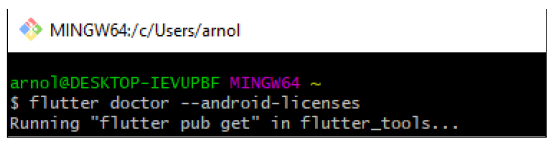 MINGW64:/c/Users/arnol
arnol@DESKTOP-IEVUPBF MINGW64 ~
$ flutter doctor --android-licenses
Running "flutter pub get" in flutter_tools...